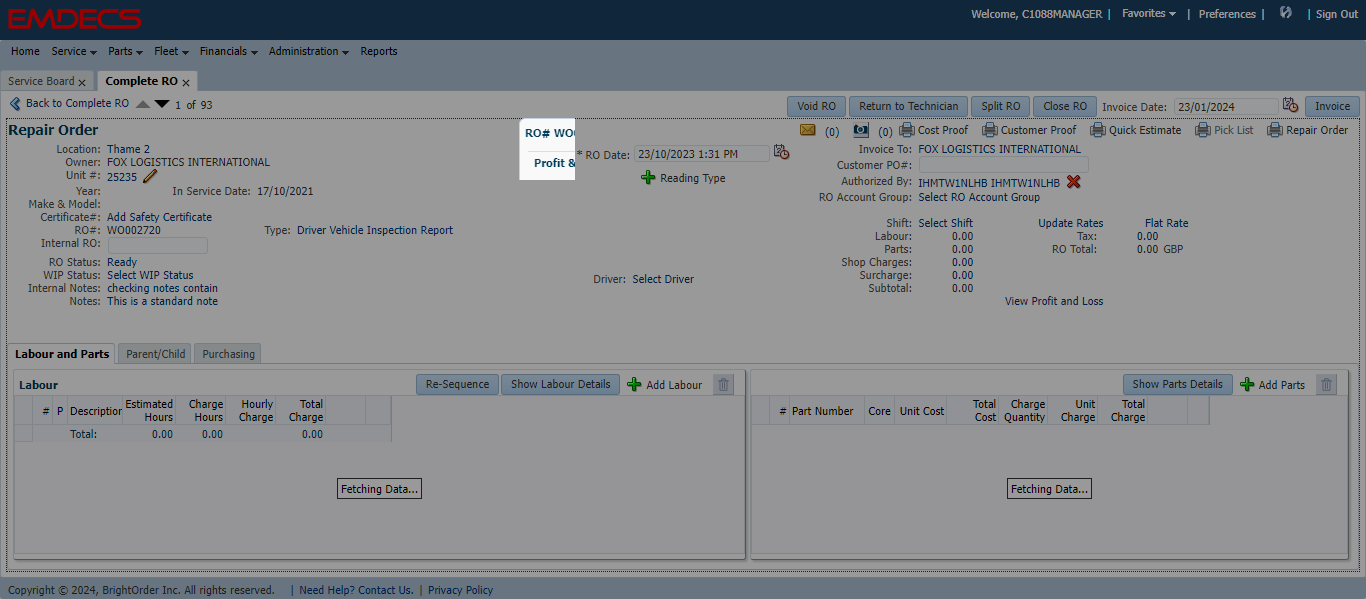 EMDECS
Welcome, C1088MANAGER | Favorites | Preferences | | Sign Out
Home Service Parts Fleet Financials Administration Reports
Service Board x Complete RO x
Back to Complete RO 1 of 93
Void RO Return to Technician Split RO Close RO Invoice Date: 23/01/2024 Invoice
Repair Order
(0) (0) Cost Proof Customer Proof Quick Estimate Pick List Repair Order
RO# WO
Profit &
Location: Thame 2
Owner: FOX LOGISTICS INTERNATIONAL
Unit #: 25235
Year: In Service Date: 17/10/2021
Make & Model:
Certificate#: Add Safety Certificate
RO#: WO002720 Type: Driver Vehicle Inspection Report
Internal RO:
RO Status: Ready
WIP Status: Select WIP Status
Internal Notes: checking notes contain
Notes: This is a standard note
* RO Date: 23/10/2023 1:31 PM
Reading Type
Driver: Select Driver
Invoice To: FOX LOGISTICS INTERNATIONAL
Customer PO#:
Authorized By: IHMTW1NLHB IHMTW1NLHB
RO Account Group: Select RO Account Group
Shift: Select Shift Update Rates Flat Rate
Labour: 0.00 Tax: 0.00
Parts: 0.00 RO Total: 0.00 GBP
Shop Charges: 0.00
Surcharge: 0.00
Subtotal: 0.00
View Profit and Loss
Labour and Parts Parent/Child Purchasing
Labour Re-Sequence Show Labour Details Add Labour
# P Description Estimated Hours Charge Hours Hourly Charge Total Charge
Total: 0.00 0.00 0.00
Fetching Data...
Show Parts Details Add Parts
# Part Number Core Unit Cost Total Cost Charge Quantity Unit Charge Total Charge
Fetching Data...
Copyright © 2024, BrightOrder Inc. All rights reserved. | Need Help? Contact Us. | Privacy Policy